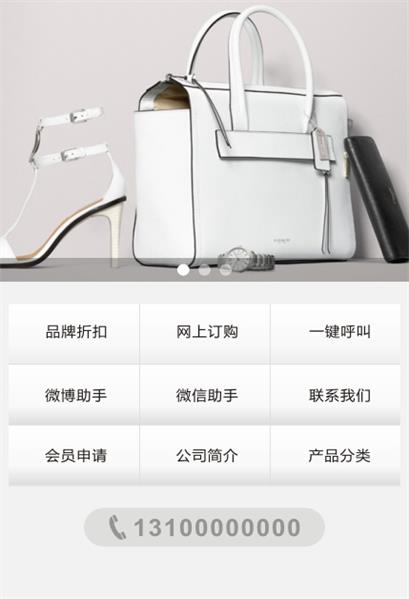 品牌折扣 网上订购 一键呼叫
微博助手 微信助手 联系我们
会员申请 公司简介 产品分类
13100000000